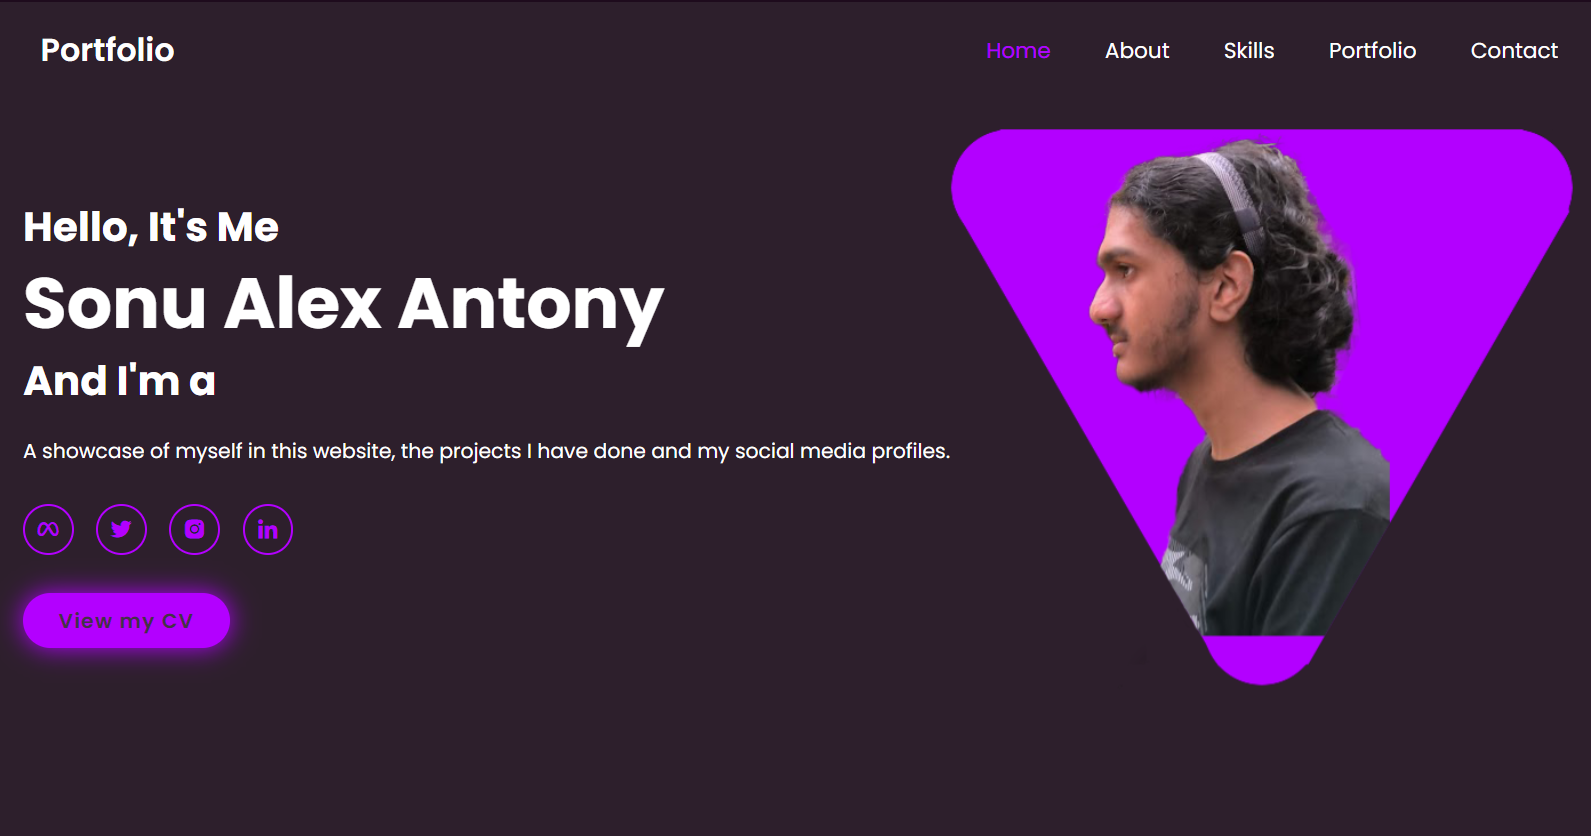 Portfolio
Home About Skills Portfolio Contact
Hello, It's Me
Sonu Alex Antony
And I'm a
A showcase of myself in this website, the projects I have done and my social media profiles.
in
View my CV